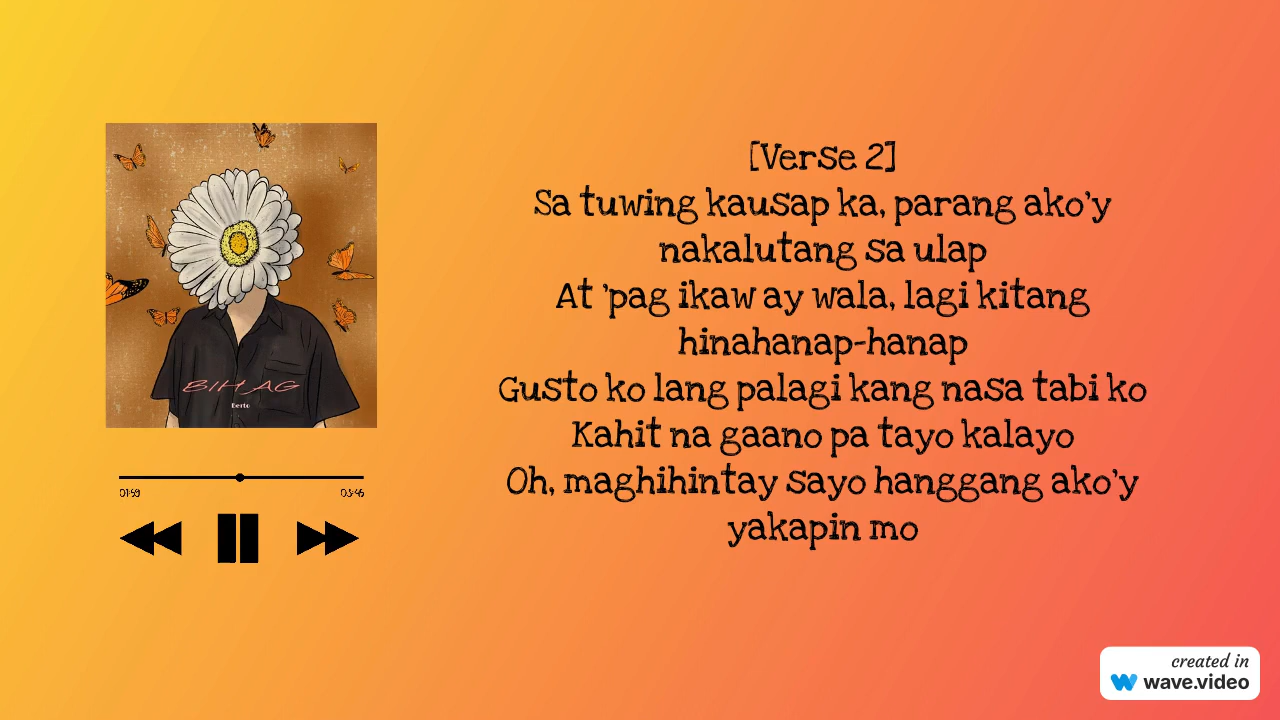 [Verse 2]
Sa tuwing kausap ka, parang ako'y
nakalutang sa ulap
At 'pag ikaw ay wala, lagi kitang
hinahanap-hanap
Gusto ko lang palagi kang nasa tabi ko
Kahit na gaano pa tayo kalayo
Oh, maghihintay sayo hanggang ako'y
yakapin mo
BIHAG
Berto
01:59
03:46
created in
wave.video